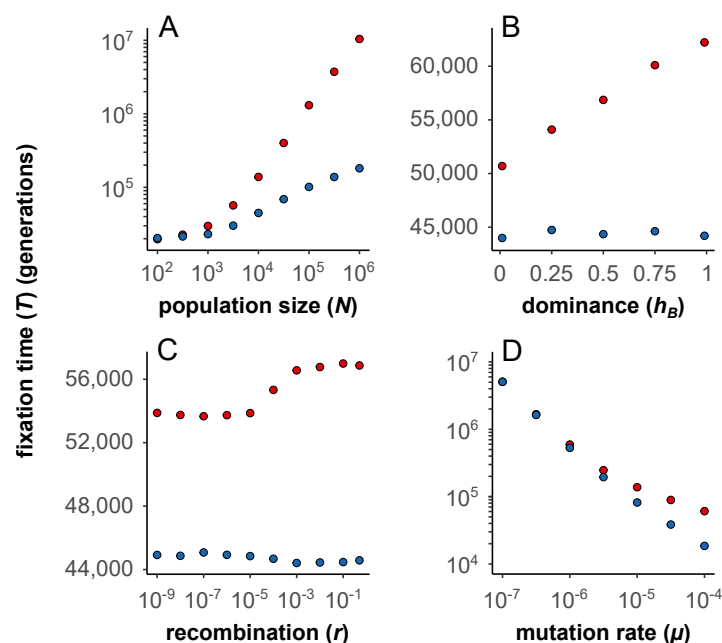 A
10^7
10^6
10^5
10^2 10^3 10^4 10^5 10^6
population size (N)
B
60,000
55,000
50,000
45,000
0 0.25 0.5 0.75 1
dominance (h_B)
fixation time (T) (generations)
C
56,000
52,000
48,000
44,000
10^-9 10^-7 10^-5 10^-3 10^-1
recombination (r)
D
10^7
10^6
10^5
10^4
10^-7 10^-6 10^-5 10^-4
mutation rate (μ)